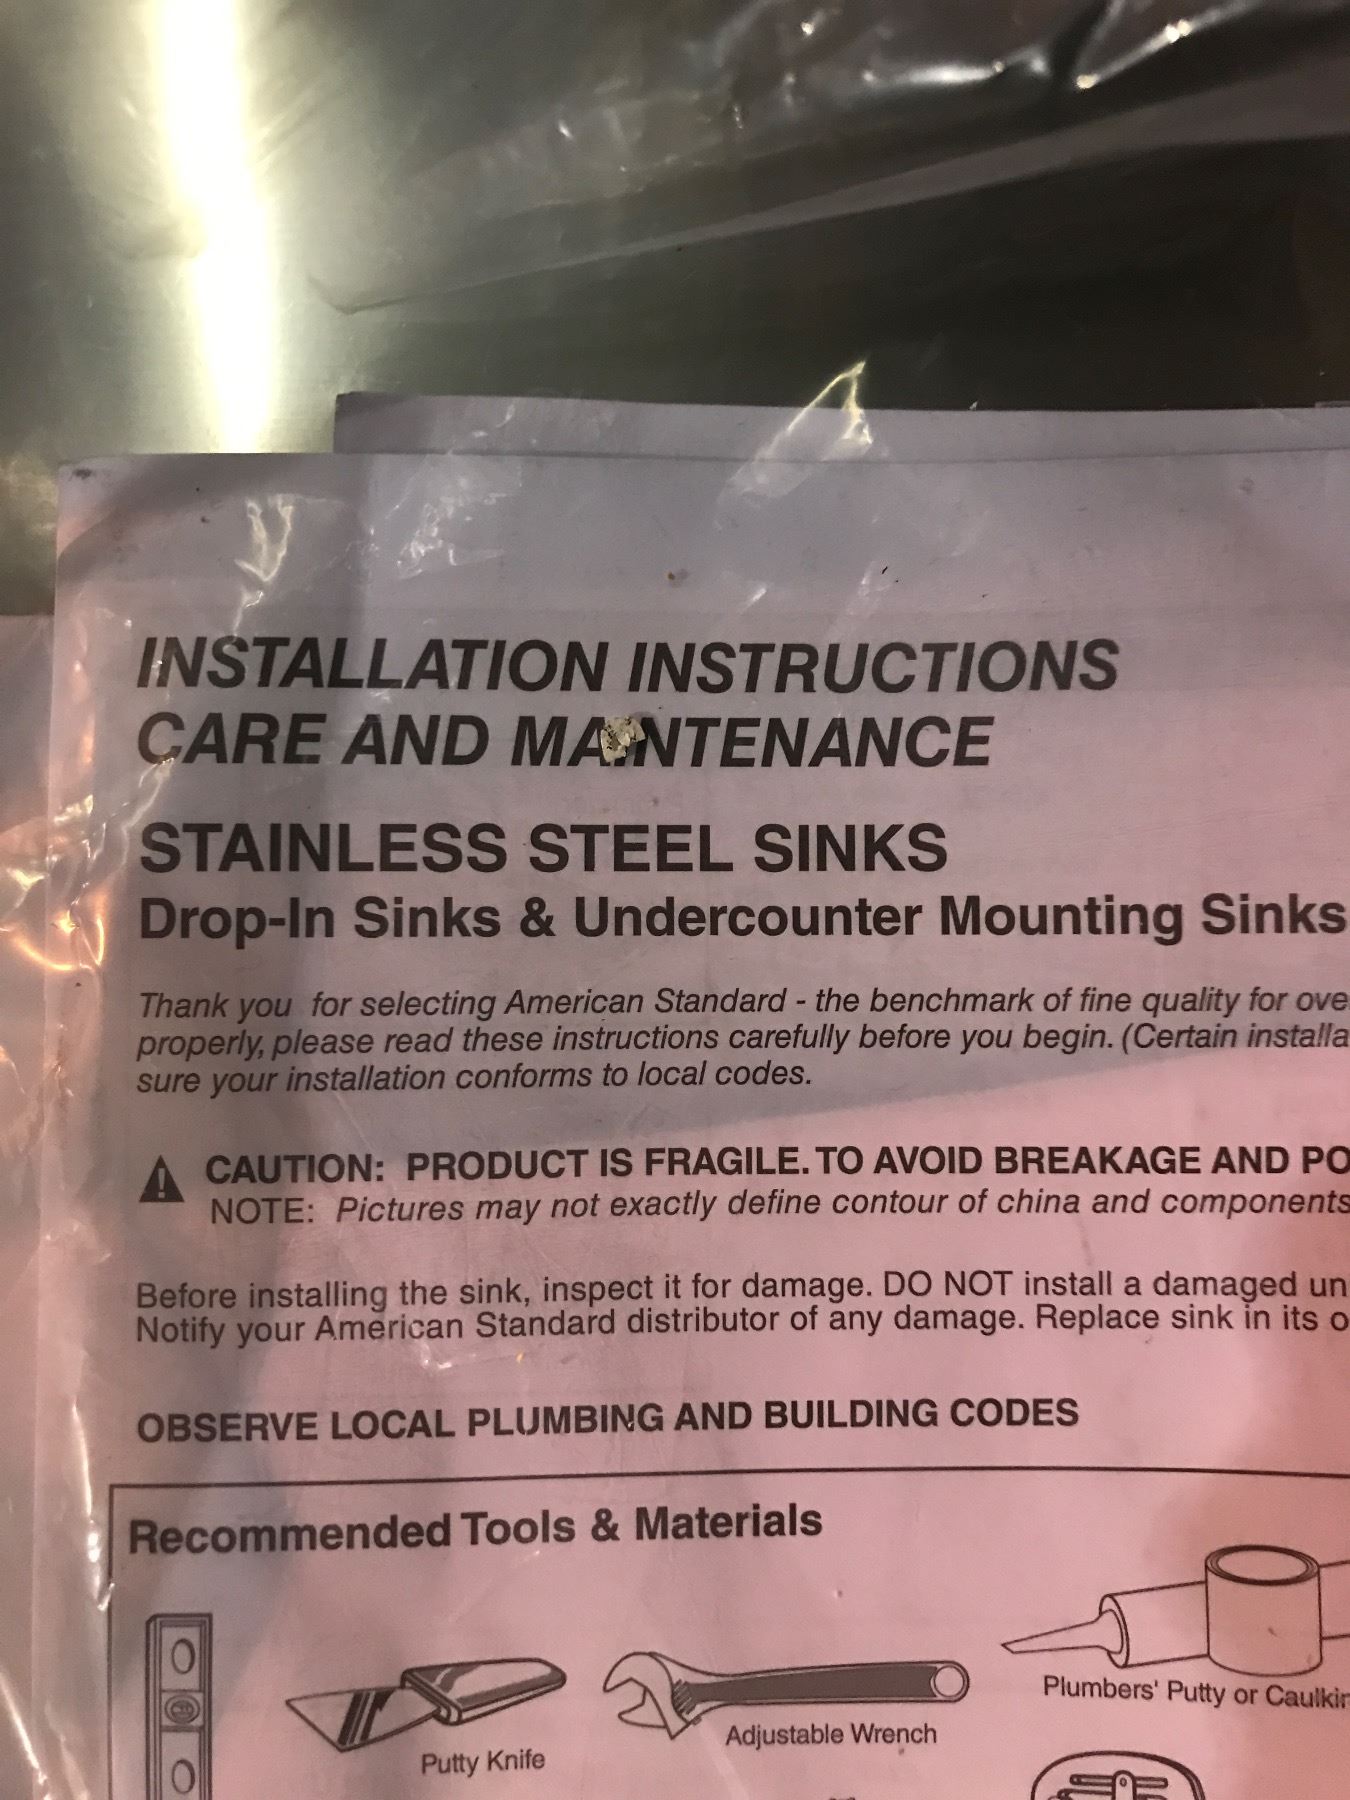 INSTALLATION INSTRUCTIONS
CARE AND MAINTENANCE
STAINLESS STEEL SINKS
Drop-In Sinks & Undercounter Mounting Sinks
Thank you for selecting American Standard - the benchmark of fine quality for
properly, please read these instructions carefully before you begin. (Certain
sure your installation conforms to local codes.
CAUTION: PRODUCT IS FRAGILE. TO AVOID BREAKAGE AND
NOTE: Pictures may not exactly define contour of china and components
Before installing the sink, inspect it for damage. DO NOT install a damaged
Notify your American Standard distributor of any damage. Replace sink in its
OBSERVE LOCAL PLUMBING AND BUILDING CODES
Recommended Tools & Materials
Plumbers' Putty or
Adjustable Wrench
Putty Knife